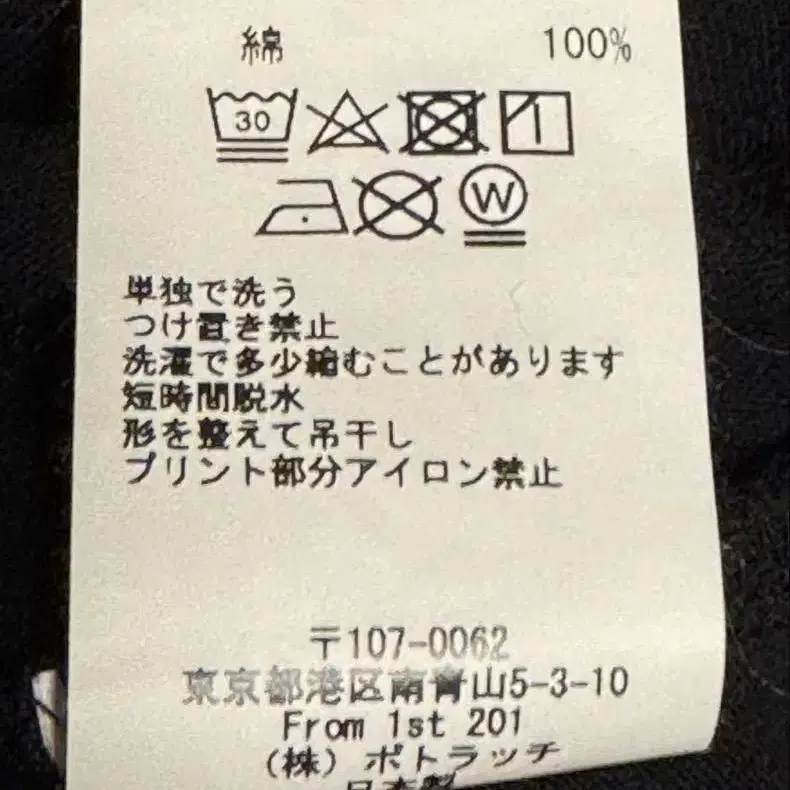 綿 100%
30
W
単独で洗う
つけ置き禁止
洗濯で多少縮むことがあります
短時間脱水
形を整えて吊干し
プリント部分アイロン禁止
〒107-0062
東京都港区南青山5-3-10
From 1st 201
(株) ポトラッチ
日本製